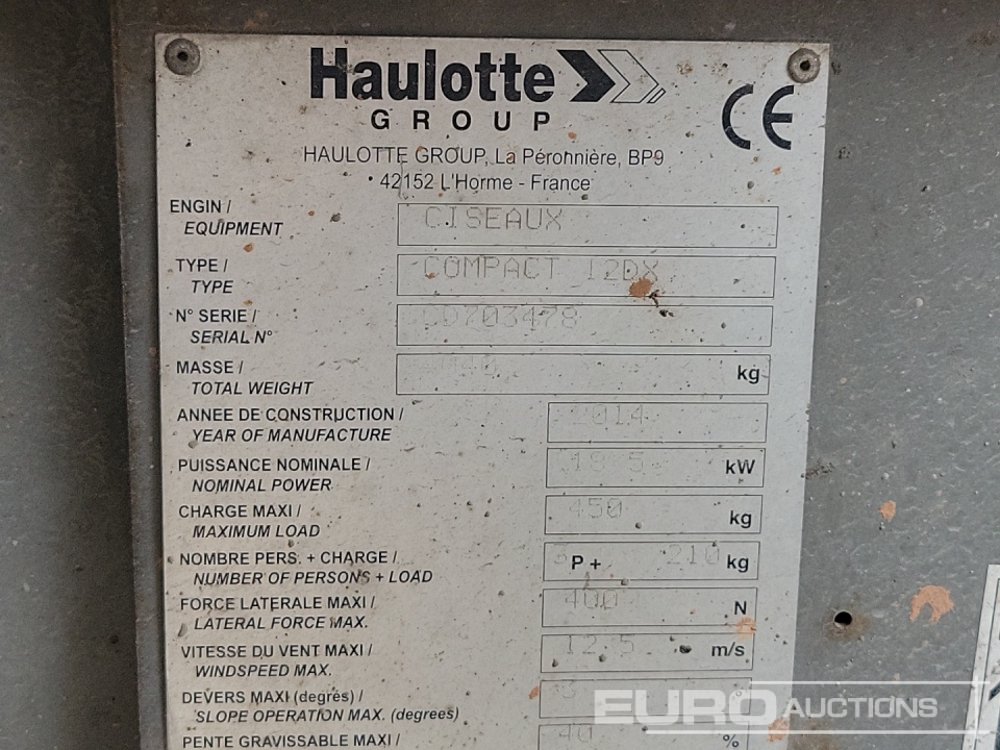 Haulotte
GROUP
CE
HAULOTTE GROUP, La Péronnière, BP9
42152 L'Horme - France
ENGIN /
EQUIPMENT
CISEAUX
TYPE /
TYPE
COMPACT 12DX
N° SERIE /
SERIAL N°
CD703478
MASSE /
TOTAL WEIGHT
kg
ANNEE DE CONSTRUCTION /
YEAR OF MANUFACTURE
2014
PUISSANCE NOMINALE /
NOMINAL POWER
kW
CHARGE MAXI /
MAXIMUM LOAD
450 kg
NOMBRE PERS. + CHARGE /
NUMBER OF PERSONS + LOAD
3 P + 210 kg
FORCE LATERALE MAXI /
LATERAL FORCE MAX.
400 N
VITESSE DU VENT MAXI /
WINDSPEED MAX.
12.5 m/s
DEVERS MAXI (degrés) /
SLOPE OPERATION MAX. (degrees)
PENTE GRAVISSABLE MAXI /
40 %
EURO AUCTIONS